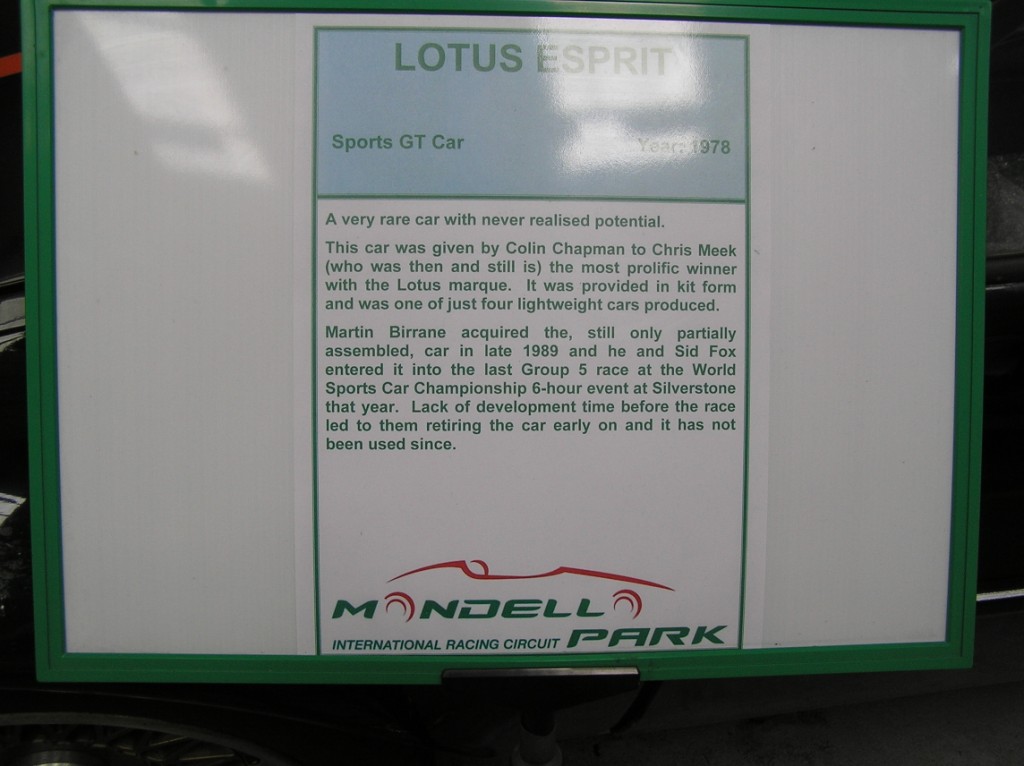 LOTUS ESPRIT
Sports GT Car Year: 1978
A very rare car with never realised potential.
This car was given by Colin Chapman to Chris Meek
(who was then and still is) the most prolific winner
with the Lotus marque. It was provided in kit form
and was one of just four lightweight cars produced.
Martin Birrane acquired the, still only partially
assembled, car in late 1989 and he and Sid Fox
entered it into the last Group 5 race at the World
Sports Car Championship 6-hour event at Silverstone
that year. Lack of development time before the race
led to them retiring the car early on and it has not
been used since.
MONDELLO
INTERNATIONAL RACING CIRCUIT PARK